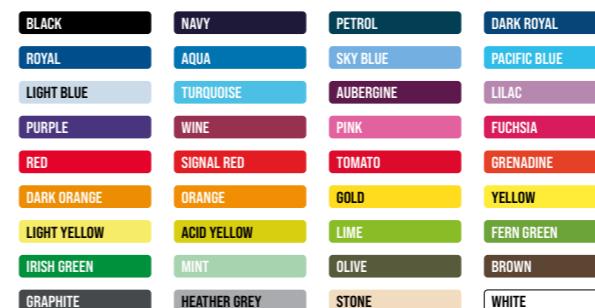 BLACK NAVY PETROL DARK ROYAL
ROYAL AQUA SKY BLUE PACIFIC BLUE
LIGHT BLUE TURQUOISE AUBERGINE LILAC
PURPLE WINE PINK FUCHSIA
RED SIGNAL RED TOMATO GRENADINE
DARK ORANGE ORANGE GOLD YELLOW
LIGHT YELLOW ACID YELLOW LIME FERN GREEN
IRISH GREEN MINT OLIVE BROWN
GRAPHITE HEATHER GREY STONE WHITE